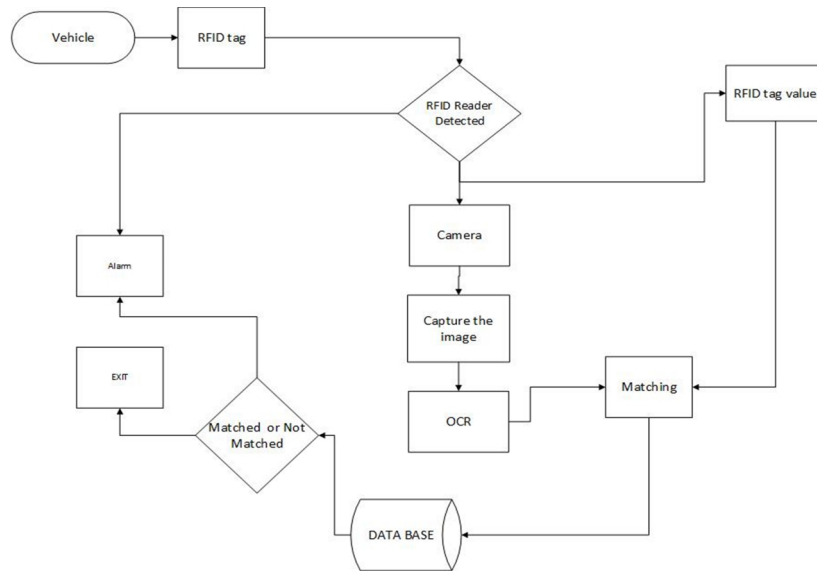 Vehicle
RFID tag
RFID Reader
Detected
RFID tag value
Camera
Alarm
Capture the
image
EXIT
Matching
OCR
Matched or Not
Matched
DATA BASE